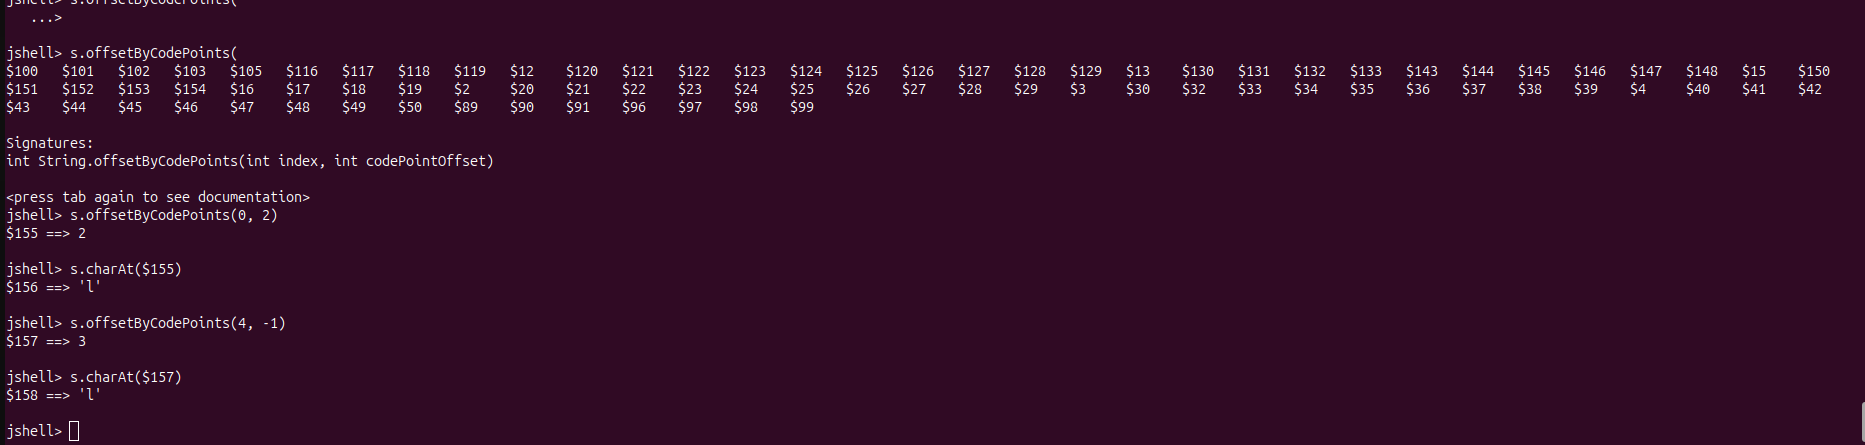 jshell> s.offsetByCodePoints(
...>
jshell> s.offsetByCodePoints(
$100 $101 $102 $103 $105 $116 $117 $118 $119 $12 $120 $121 $122 $123 $124 $125 $126 $127 $128 $129 $13 $130 $131 $132 $133 $143 $144 $145 $146 $147 $148 $15 $150
$151 $152 $153 $154 $16 $17 $18 $19 $2 $20 $21 $22 $23 $24 $25 $26 $27 $28 $29 $3 $30 $32 $33 $34 $35 $36 $37 $38 $39 $4 $40 $41 $42
$43 $44 $45 $46 $47 $48 $49 $50 $89 $90 $91 $96 $97 $98 $99
Signatures:
int String.offsetByCodePoints(int index, int codePointOffset)
<press tab again to see documentation>
jshell> s.offsetByCodePoints(0, 2)
$155 ==> 2
jshell> s.charAt($155)
$156 ==> 'l'
jshell> s.offsetByCodePoints(4, -1)
$157 ==> 3
jshell> s.charAt($157)
$158 ==> 'l'
jshell>